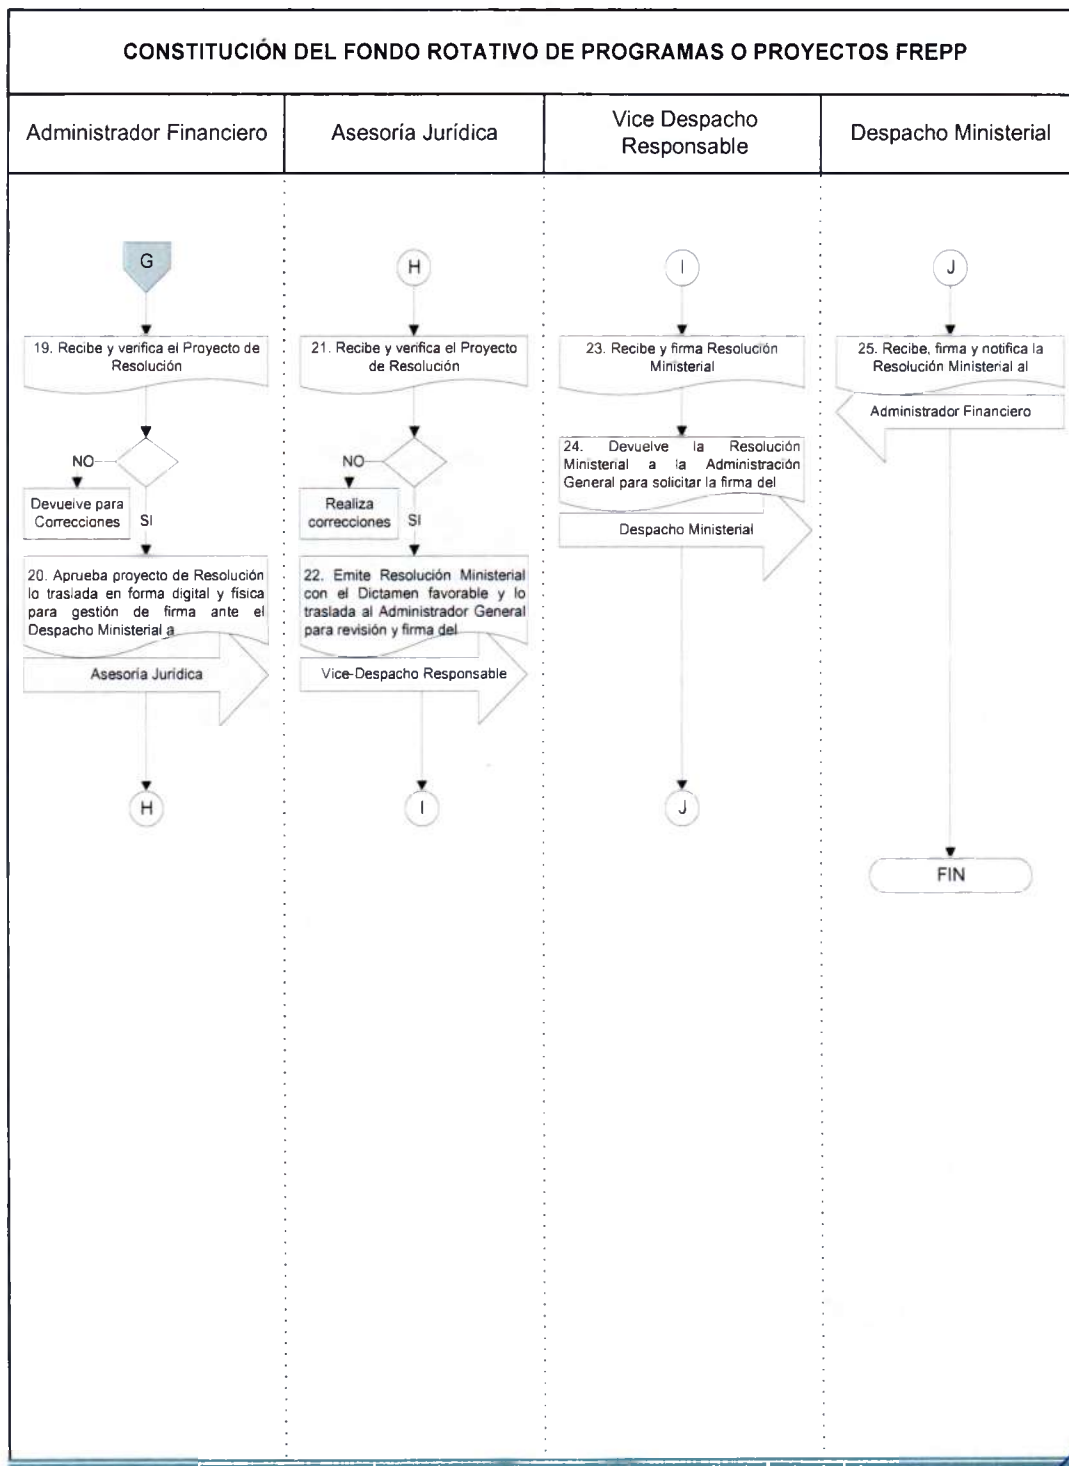 CONSTITUCIÓN DEL FONDO ROTATIVO DE PROGRAMAS O PROYECTOS FREPP
Administrador Financiero
Asesoría Jurídica
Vice Despacho
Responsable
Despacho Ministerial
G
19. Recibe y verifica el Proyecto de
Resolución
NO
Devuelve para
Correcciones
SI
20. Aprueba proyecto de Resolución
lo traslada en forma digital y física
para gestión de firma ante el
Despacho Ministerial a
Asesoría Jurídica
H
H
21. Recibe y verifica el Proyecto
de Resolución
NO
Realiza
correcciones
SI
22. Emite Resolución Ministerial
con el Dictamen favorable y lo
traslada al Administrador General
para revisión y firma del
Vice-Despacho Responsable
I
I
23. Recibe y firma Resolución
Ministerial
24. Devuelve la Resolución
Ministerial a la Administración
General para solicitar la firma del
Despacho Ministerial
J
J
25. Recibe, firma y notifica la
Resolución Ministerial al
Administrador Financiero
FIN